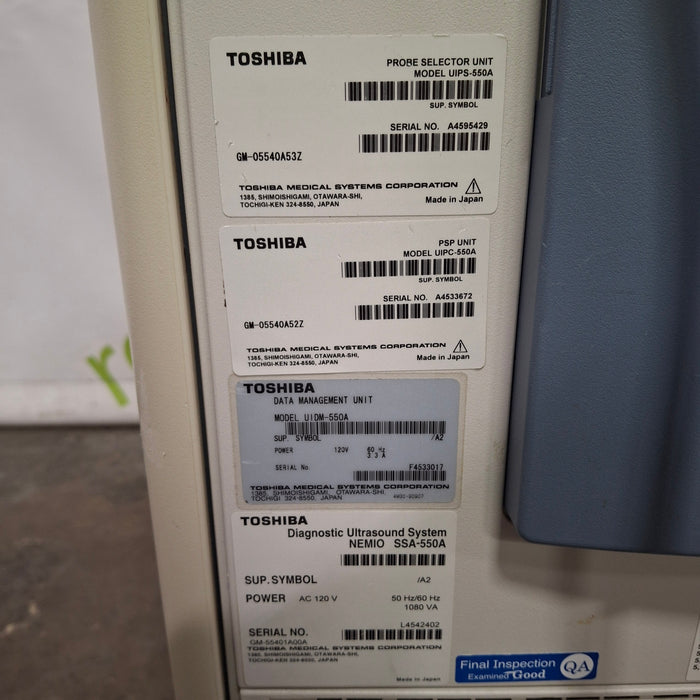 TOSHIBA
PROBE SELECTOR UNIT
MODEL UIPS-550A
SUP. SYMBOL
SERIAL NO. A4595429
GM-05540A53Z
TOSHIBA MEDICAL SYSTEMS CORPORATION
1385, SHIMOISHIGAMI, OTAWARA-SHI,
TOCHIGI-KEN 324-8550, JAPAN
Made in Japan
TOSHIBA
PSP UNIT
MODEL UIPC-550A
SUP. SYMBOL
SERIAL NO. A4533672
GM-05540A52Z
TOSHIBA MEDICAL SYSTEMS CORPORATION
1385, SHIMOISHIGAMI, OTAWARA-SHI,
TOCHIGI-KEN 324-8550, JAPAN
Made in Japan
TOSHIBA
DATA MANAGEMENT UNIT
MODEL UIDM-550A
SUP. SYMBOL /A2
POWER 120V 60 Hz
3.3 A
SERIAL No. F4533017
TOSHIBA MEDICAL SYSTEMS CORPORATION
1385, SHIMOISHIGAMI, OTAWARA-SHI,
TOCHIGI 324-8550, JAPAN
TOSHIBA
Diagnostic Ultrasound System
NEMIO SSA-550A
SUP. SYMBOL /A2
POWER AC 120 V 50 Hz/60 Hz
1080 VA
L4542402
SERIAL NO.
GM-55401A00A
TOSHIBA MEDICAL SYSTEMS CORPORATION
1385, SHIMOISHIGAMI, OTAWARA-SHI,
TOCHIGI-KEN 324-8550, JAPAN
Made in Japan
Final Inspection
Examined Good
QA